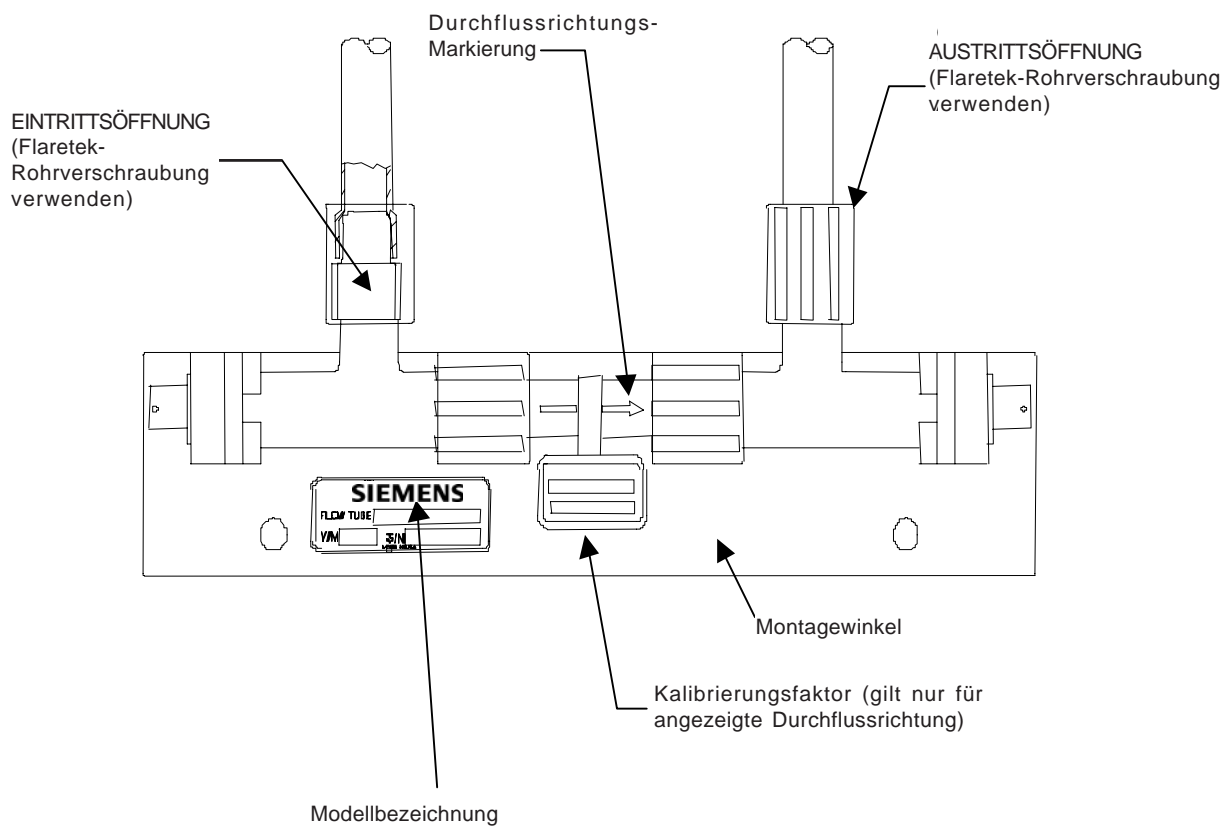 Durchflussrichtungs-
Markierung
AUSTRITTSÖFFNUNG
(Flaretek-Rohrverschraubung
verwenden)
EINTRITTSÖFFNUNG
(Flaretek-
Rohrverschraubung
verwenden)
SIEMENS
FLOW TUBE
V/M S/N
Montagewinkel
Kalibrierungsfaktor (gilt nur für
angezeigte Durchflussrichtung)
Modellbezeichnung